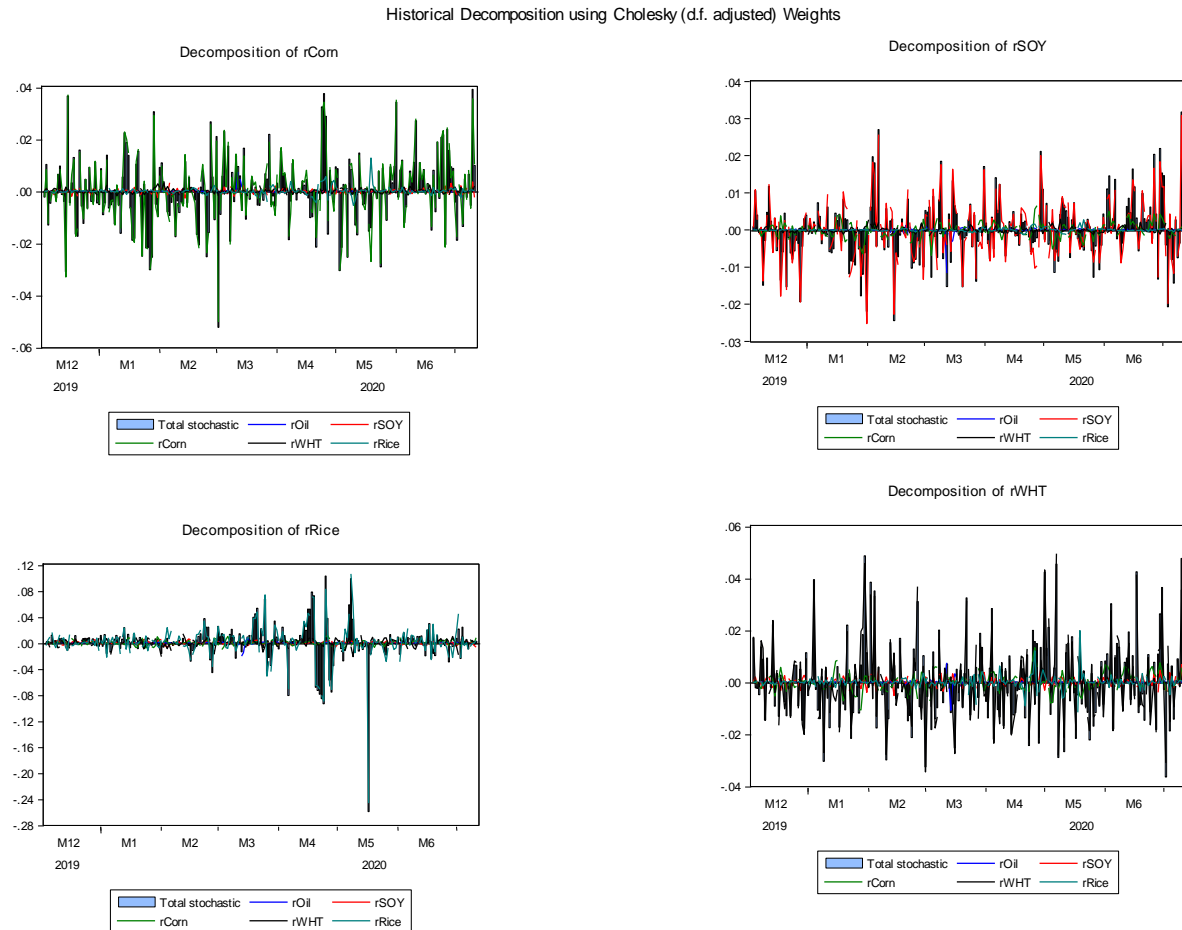 Historical Decomposition using Cholesky (d.f. adjusted) Weights
Decomposition of rCorn
.04
.02
.00
-.02
-.04
-.06
M12 M1 M2 M3 M4 M5 M6
2019 2020
Total stochastic rOil rSOY
rCorn rWHT rRice
Decomposition of rSOY
.04
.03
.02
.01
.00
-.01
-.02
-.03
M12 M1 M2 M3 M4 M5 M6
2019 2020
Total stochastic rOil rSOY
rCorn rWHT rRice
Decomposition of rRice
.12
.08
.04
.00
-.04
-.08
-.12
-.16
-.20
-.24
-.28
M12 M1 M2 M3 M4 M5 M6
2019 2020
Total stochastic rOil rSOY
rCorn rWHT rRice
Decomposition of rWHT
.06
.04
.02
.00
-.02
-.04
M12 M1 M2 M3 M4 M5 M6
2019 2020
Total stochastic rOil rSOY
rCorn rWHT rRice